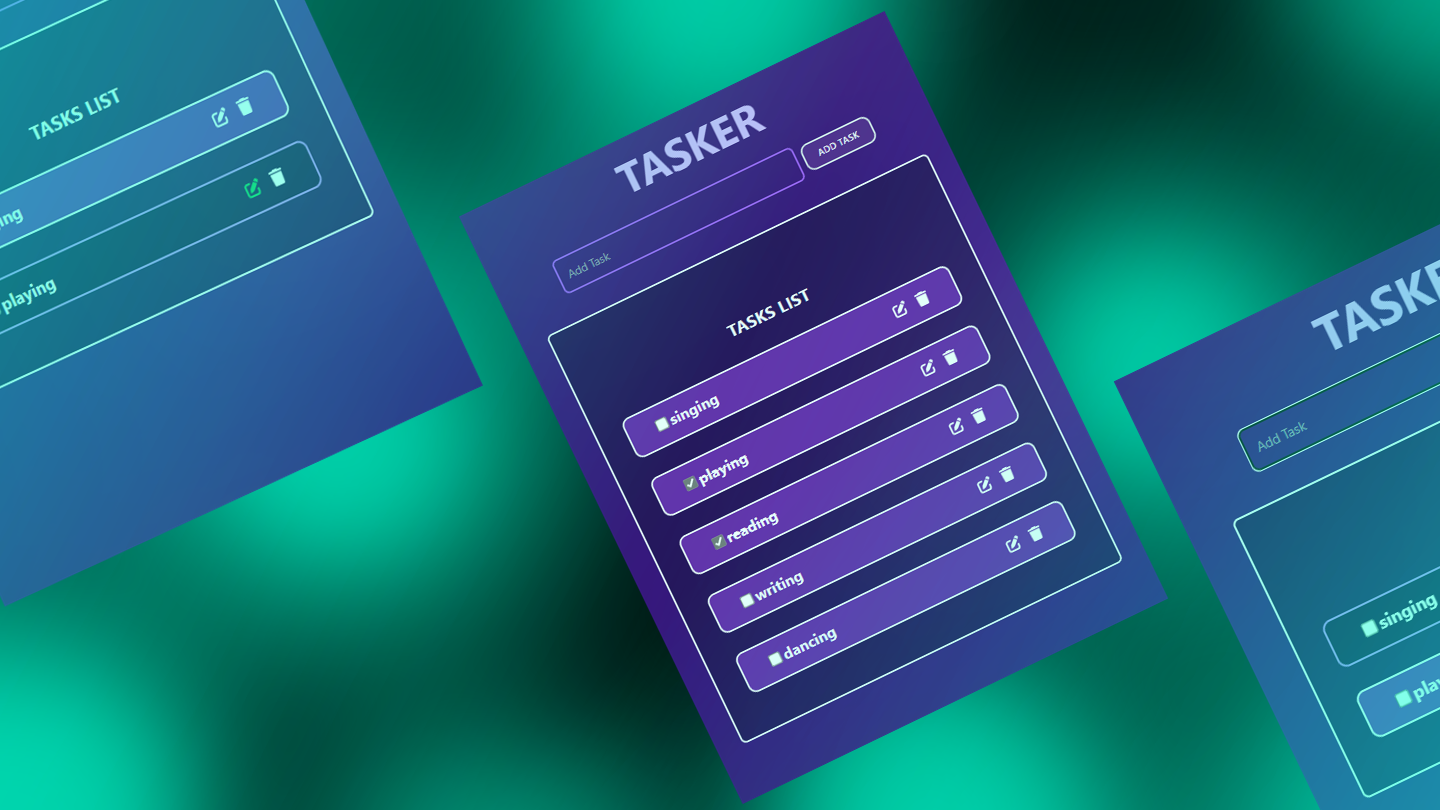 TASKS LIST
ing
playing
TASKER
ADD TASK
Add Task
TASKS LIST
singing
playing
reading
writing
dancing
TASKE
Add Task
singing
play